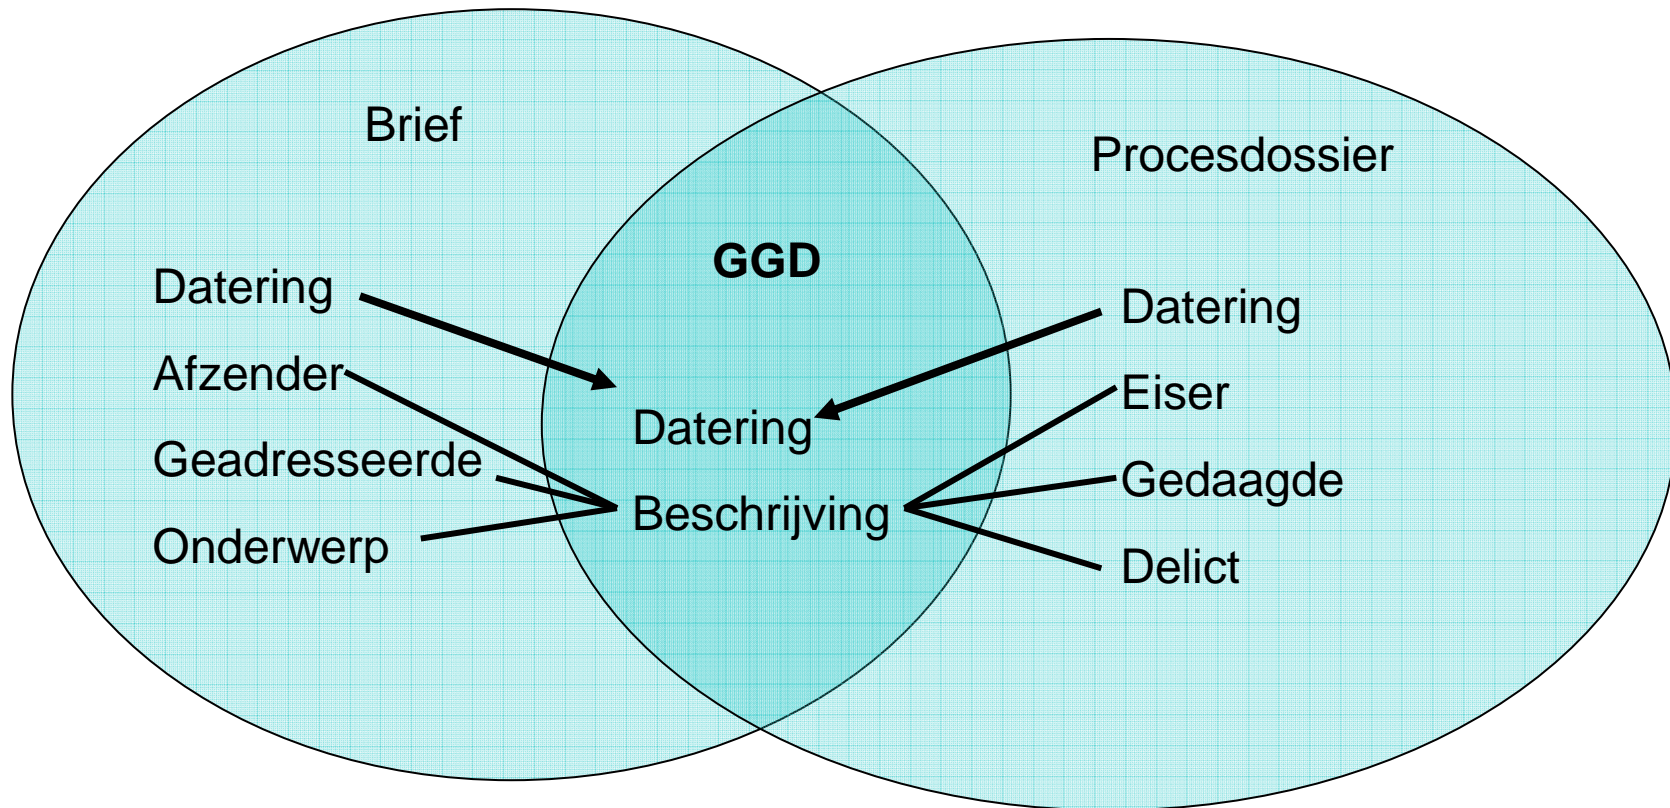 Brief
Datering
Afzender
Geadresseerde
Onderwerp
GGD
Datering
Beschrijving
Procesdossier
Datering
Eiser
Gedaagde
Delict